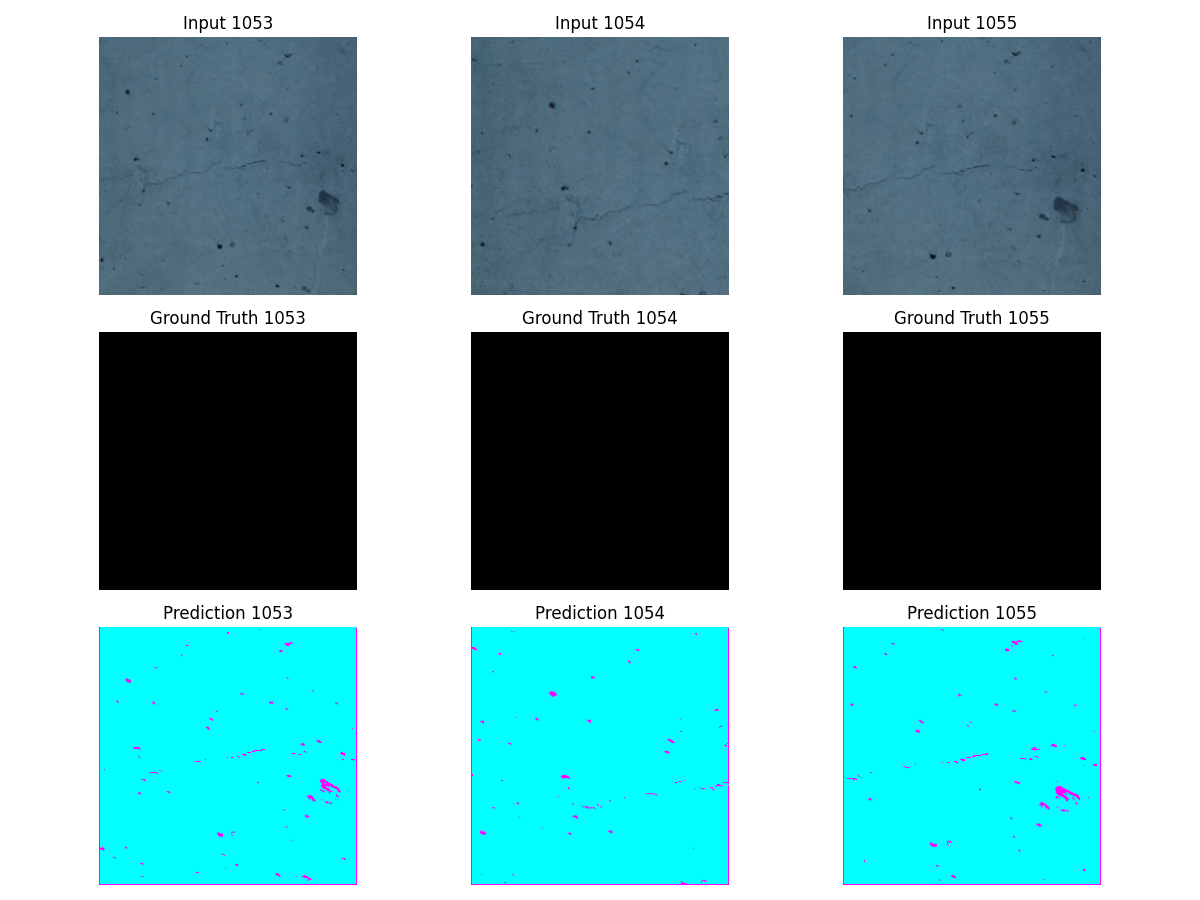 Input 1053
Input 1054
Input 1055
Ground Truth 1053
Ground Truth 1054
Ground Truth 1055
Prediction 1053
Prediction 1054
Prediction 1055